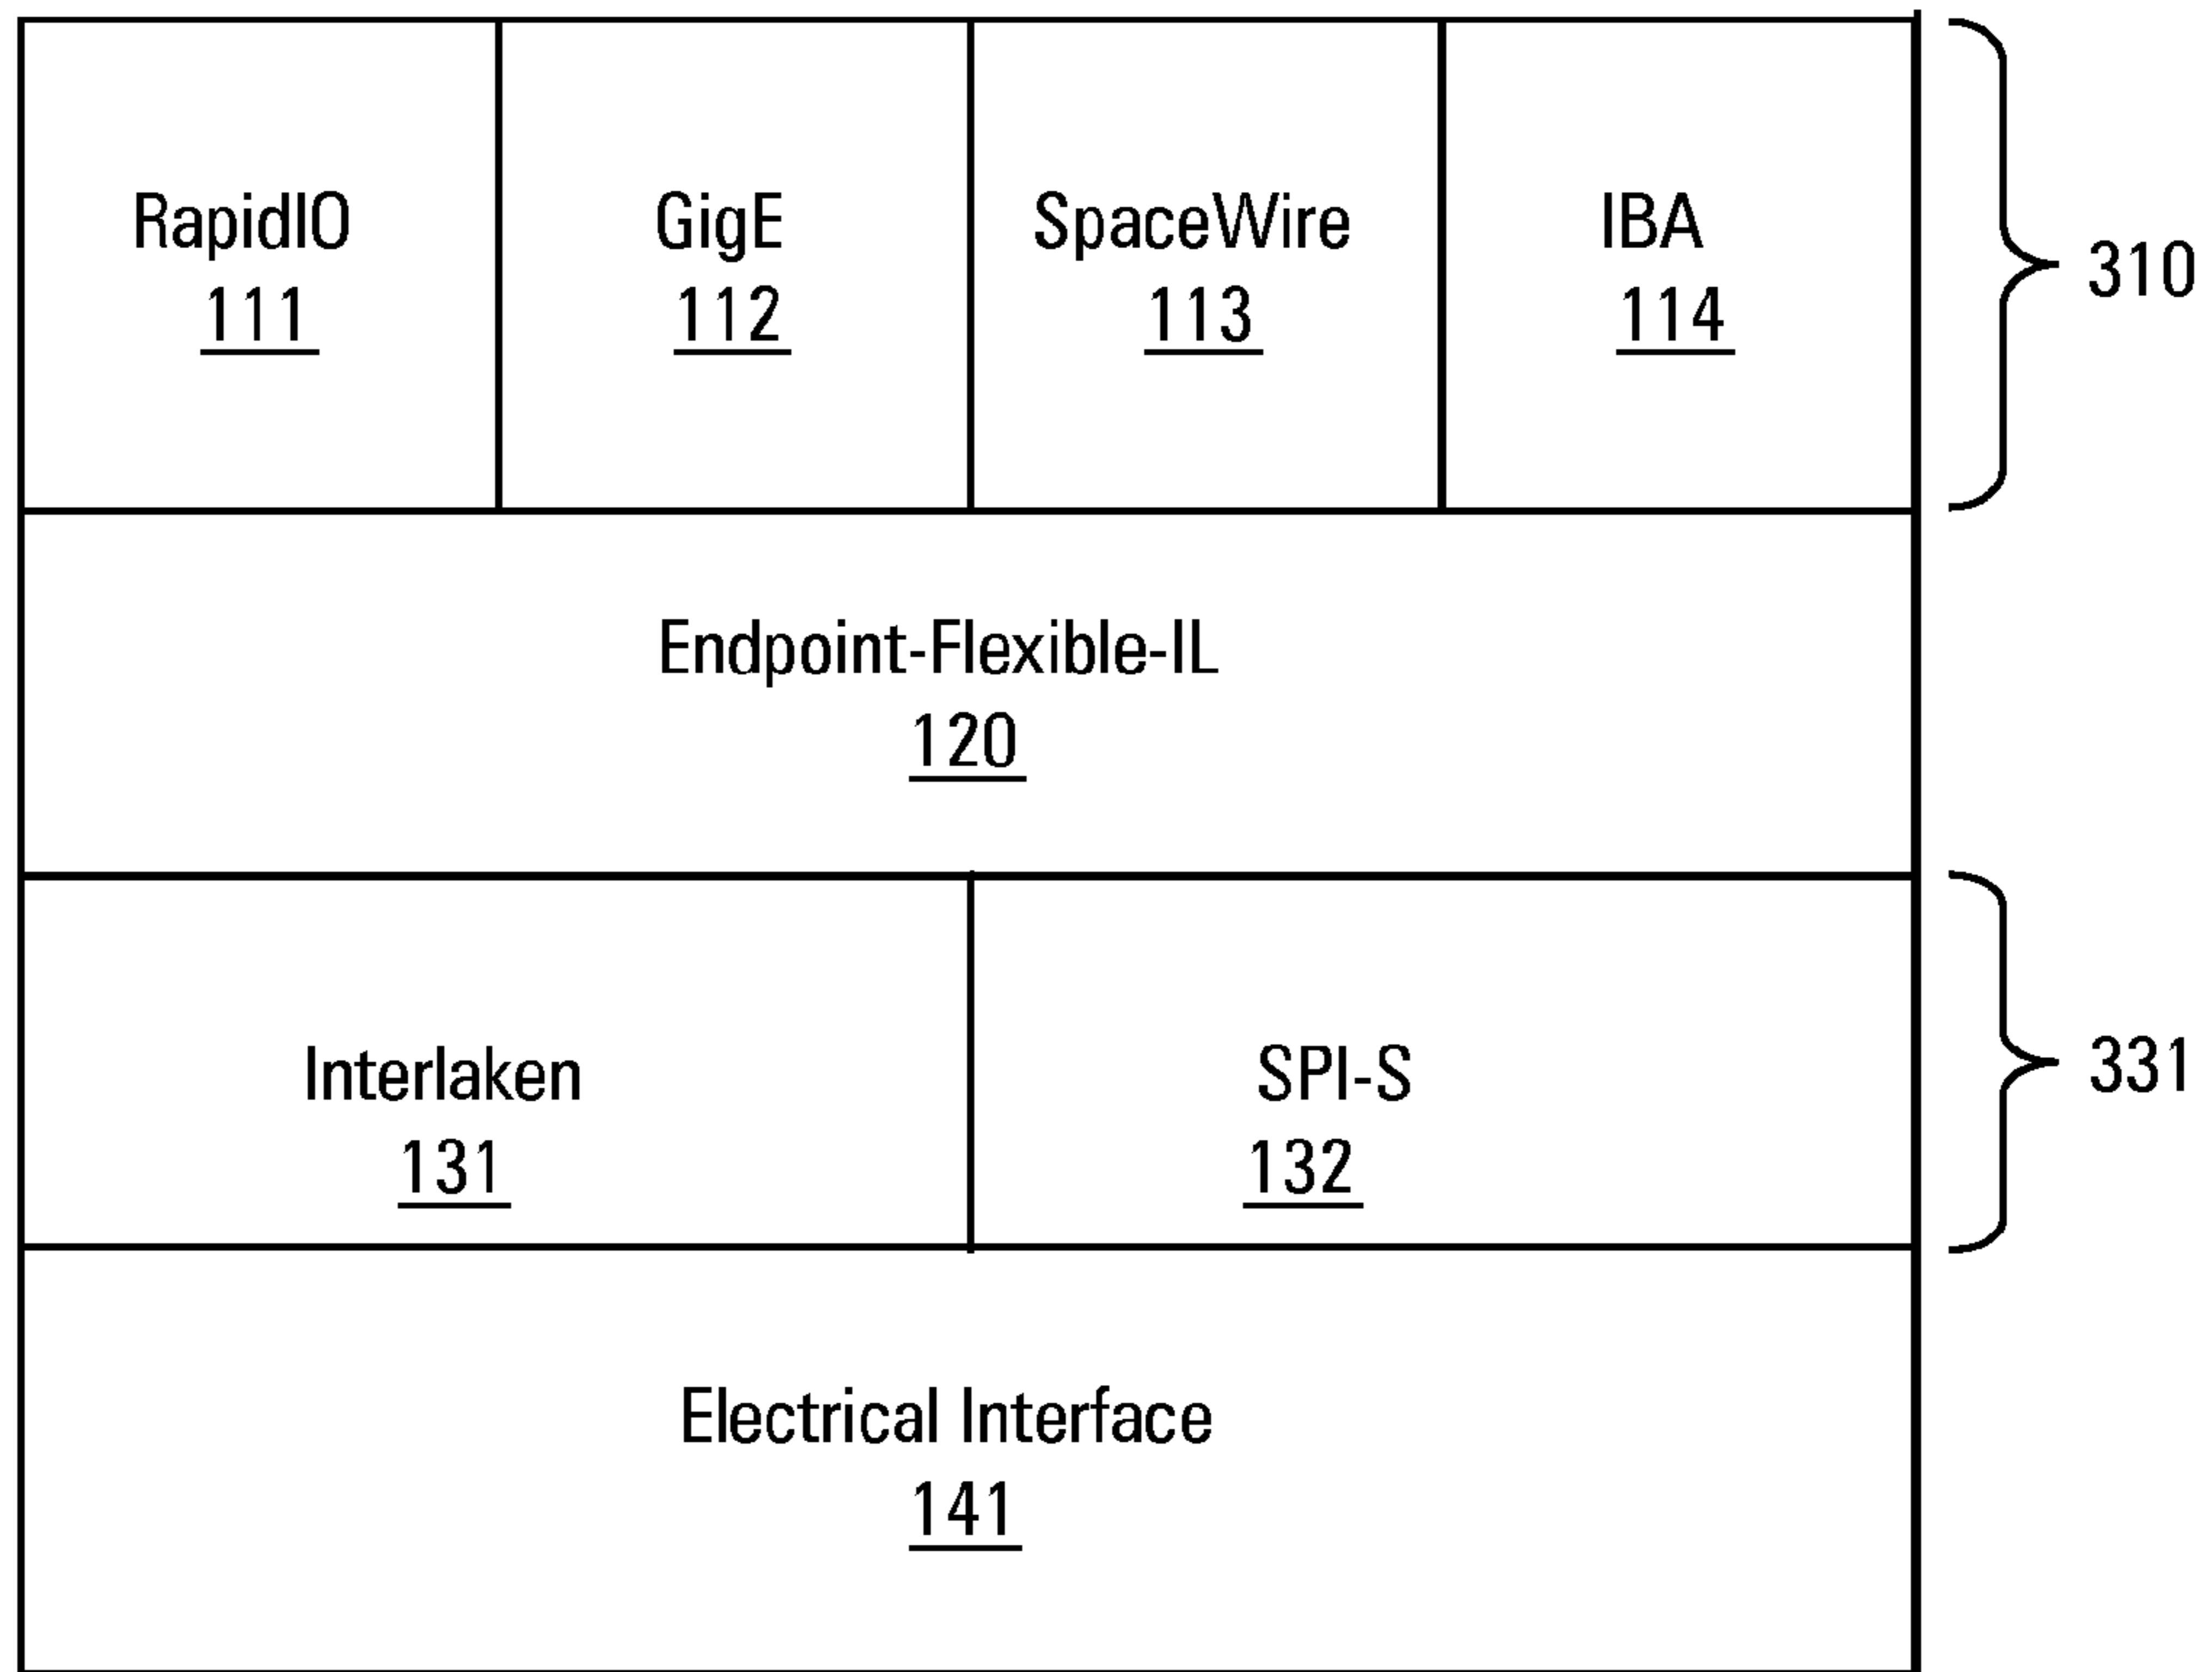 RapidIO
111
GigE
112
SpaceWire
113
IBA
114
310
Endpoint-Flexible-IL
120
Interlaken
131
SPI-S
132
331
Electrical Interface
141